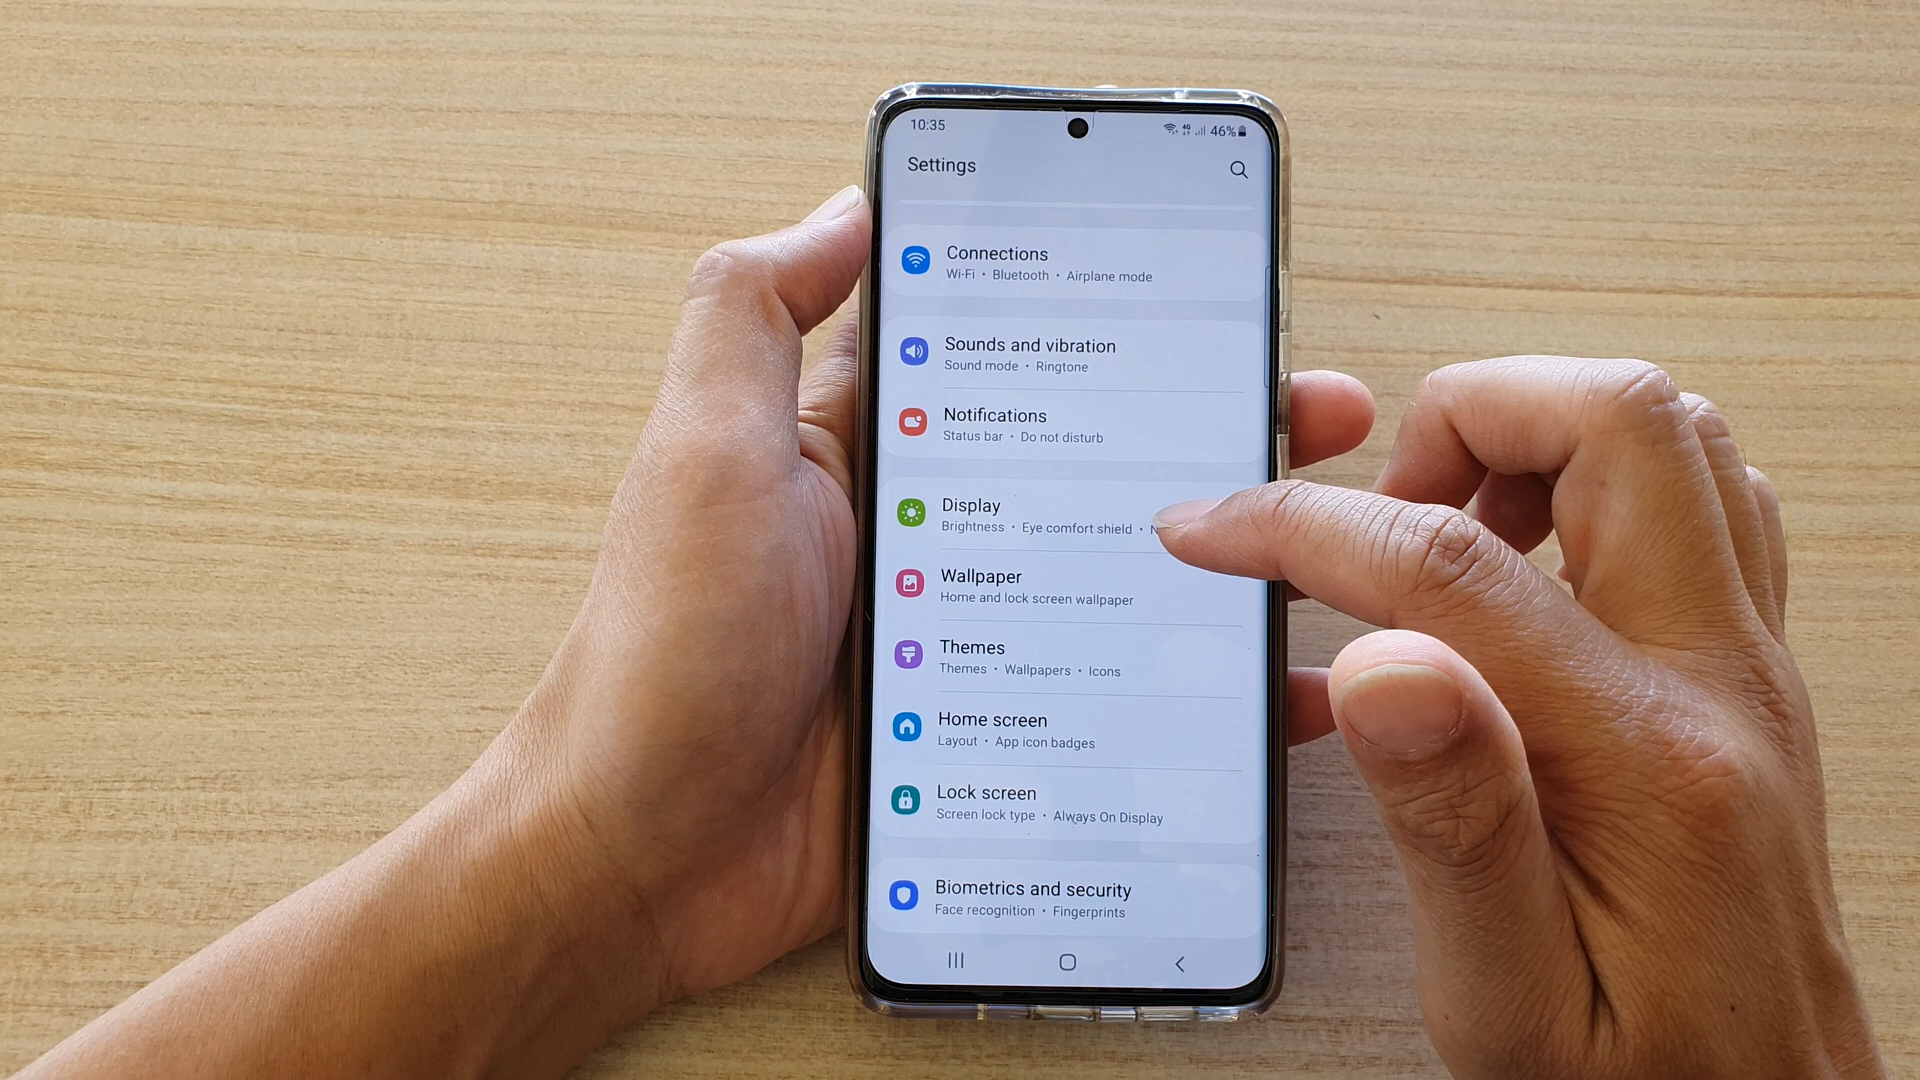 10:35
4G
46%
Settings
Connections
Wi-Fi • Bluetooth • Airplane mode
Sounds and vibration
Sound mode • Ringtone
Notifications
Status bar • Do not disturb
Display
Brightness • Eye comfort shield •
Wallpaper
Home and lock screen wallpaper
Themes
Themes • Wallpapers • Icons
Home screen
Layout • App icon badges
Lock screen
Screen lock type • Always On Display
Biometrics and security
Face recognition • Fingerprints